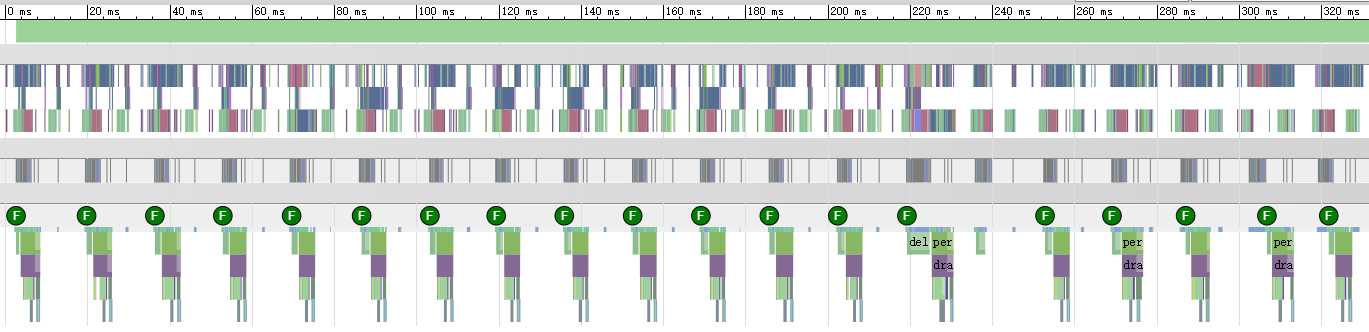 0 ms 20 ms 40 ms 60 ms 80 ms 100 ms 120 ms 140 ms 160 ms 180 ms 200 ms 220 ms 240 ms 260 ms 280 ms 300 ms 320 ms
F F F F F F F F F F F F F F F F F F F
del per per per
dra dra dra